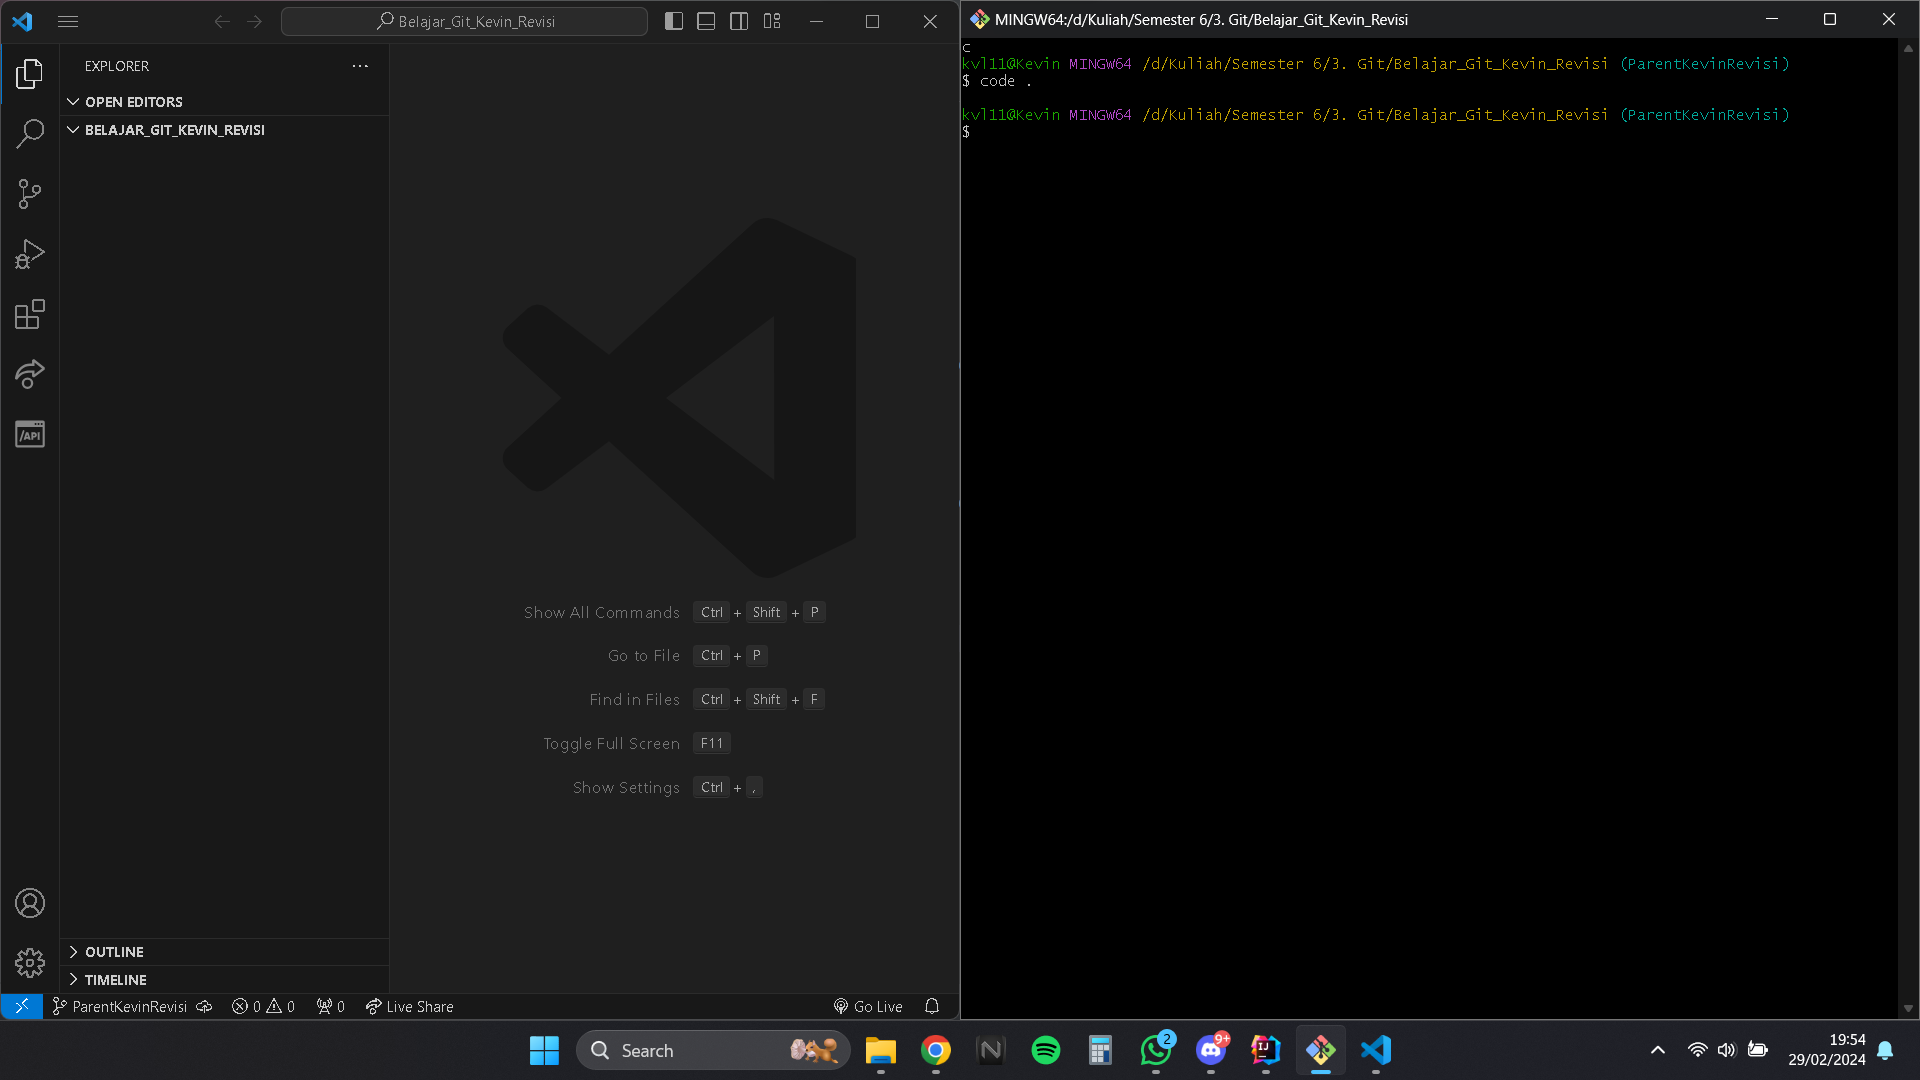 Belajar_Git_Kevin_Revisi
EXPLORER
OPEN EDITORS
BELAJAR_GIT_KEVIN_REVISI
/API
Show All Commands Ctrl + Shift + P
Go to File Ctrl + P
Find in Files Ctrl + Shift + F
Toggle Full Screen F11
Show Settings Ctrl + ,
OUTLINE
TIMELINE
ParentKevinRevisi 0 0 0 Live Share Go Live
MINGW64:/d/Kuliah/Semester 6/3. Git/Belajar_Git_Kevin_Revisi
c
kvl11@Kevin MINGW64 /d/Kuliah/Semester 6/3. Git/Belajar_Git_Kevin_Revisi (ParentKevinRevisi)
$ code .
kvl11@Kevin MINGW64 /d/Kuliah/Semester 6/3. Git/Belajar_Git_Kevin_Revisi (ParentKevinRevisi)
$
Search
N
2
9+
IJ
19:54
29/02/2024